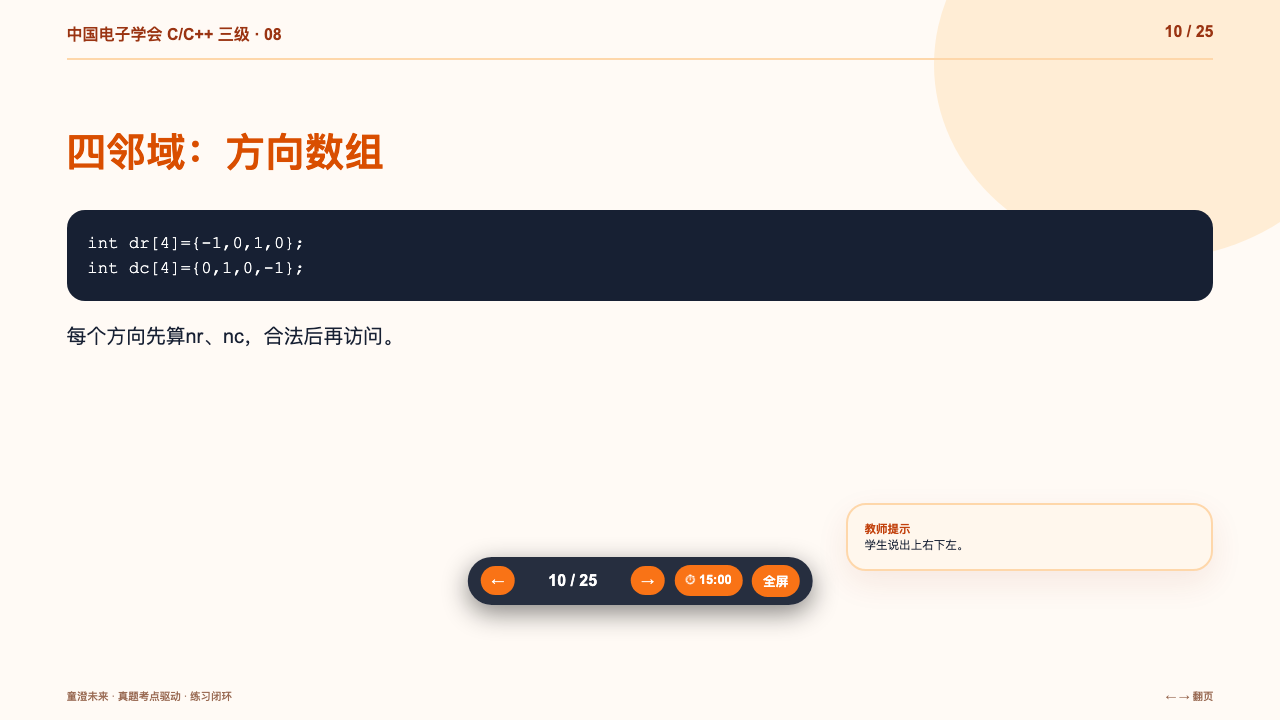 中国电子学会 C/C++ 三级 · 08
10 / 25
四邻域：方向数组
int dr[4]={-1,0,1,0};
int dc[4]={0,1,0,-1};
每个方向先算nr、nc，合法后再访问。
教师提示
学生说出上右下左。
← 10 / 25 → ⏱ 15:00 全屏
童澄未来 · 真题考点驱动 · 练习闭环
←→ 翻页